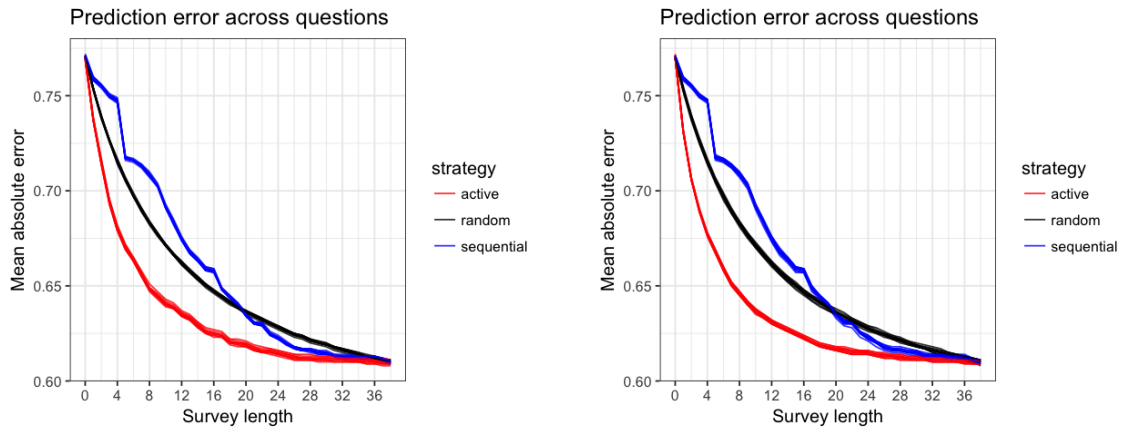 Prediction error across questions
0.75
0.70
0.65
0.60
Mean absolute error
0 4 8 12 16 20 24 28 32 36
Survey length
strategy
active
random
sequential
Prediction error across questions
0.75
0.70
0.65
0.60
Mean absolute error
0 4 8 12 16 20 24 28 32 36
Survey length
strategy
active
random
sequential